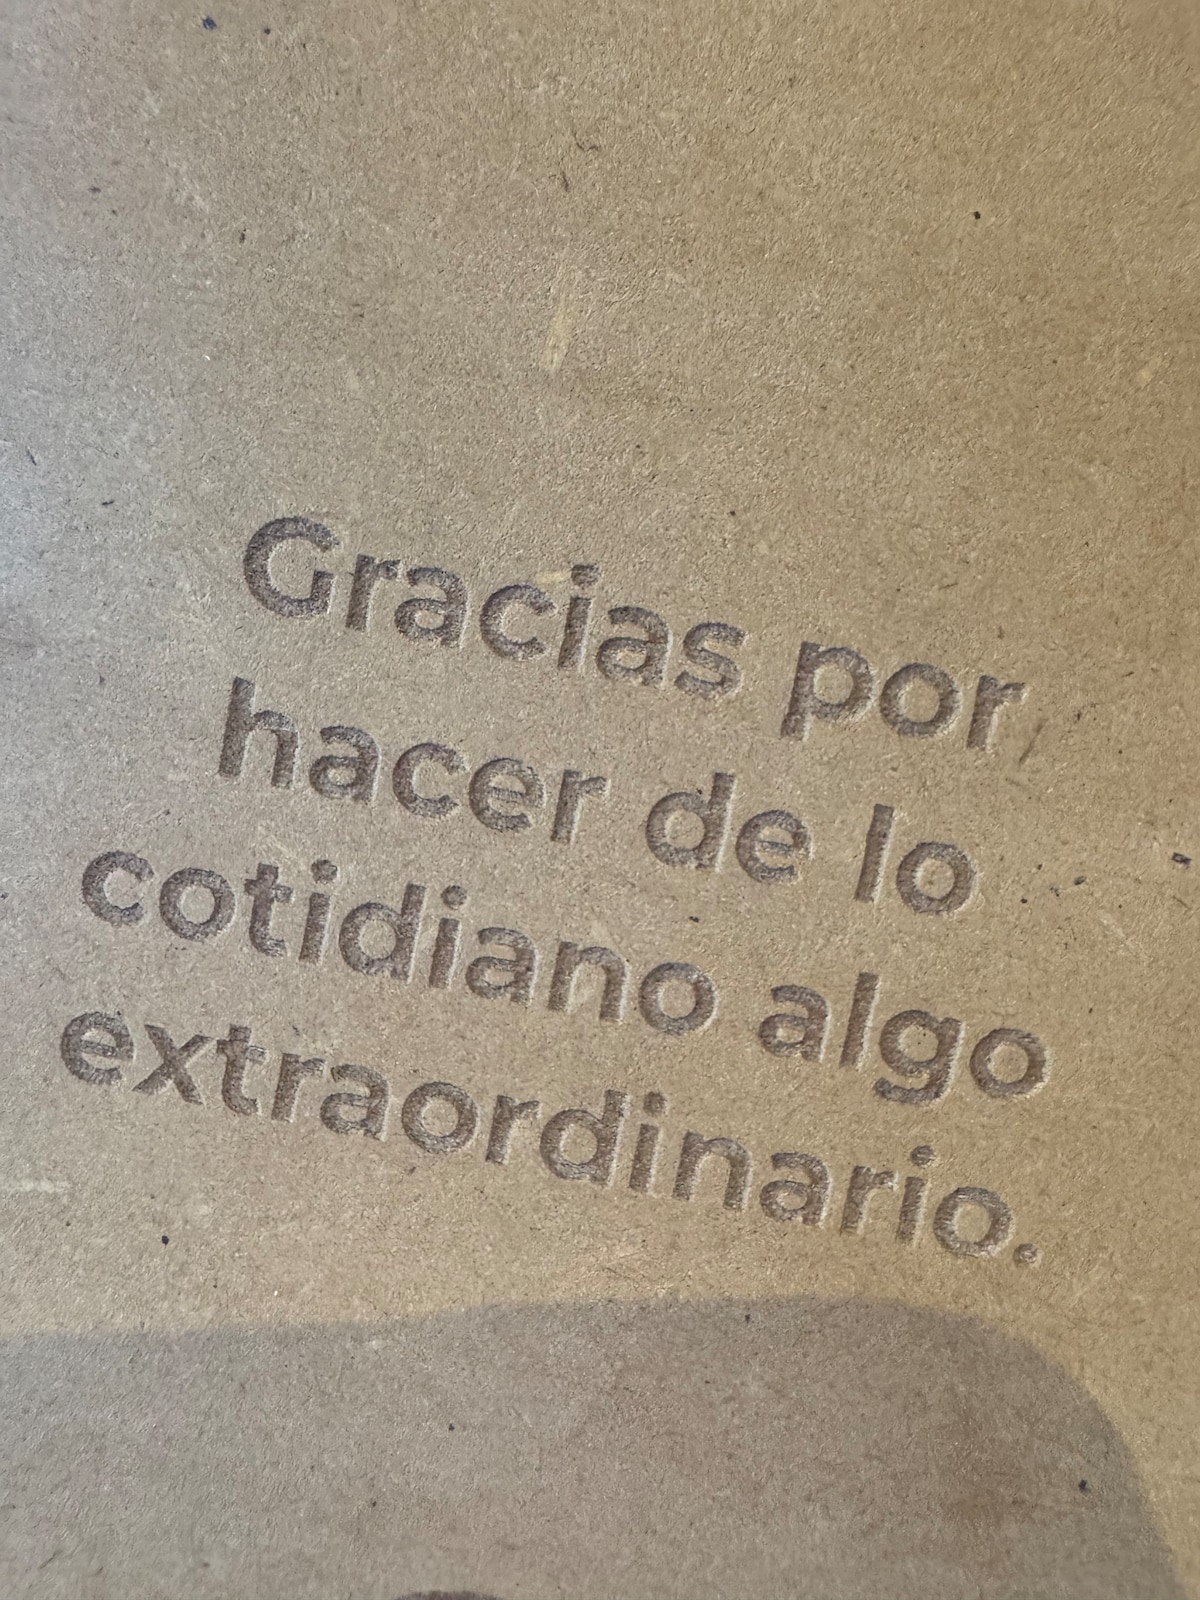 Gracias por
hacer de lo
cotidiano algo
extraordinario.